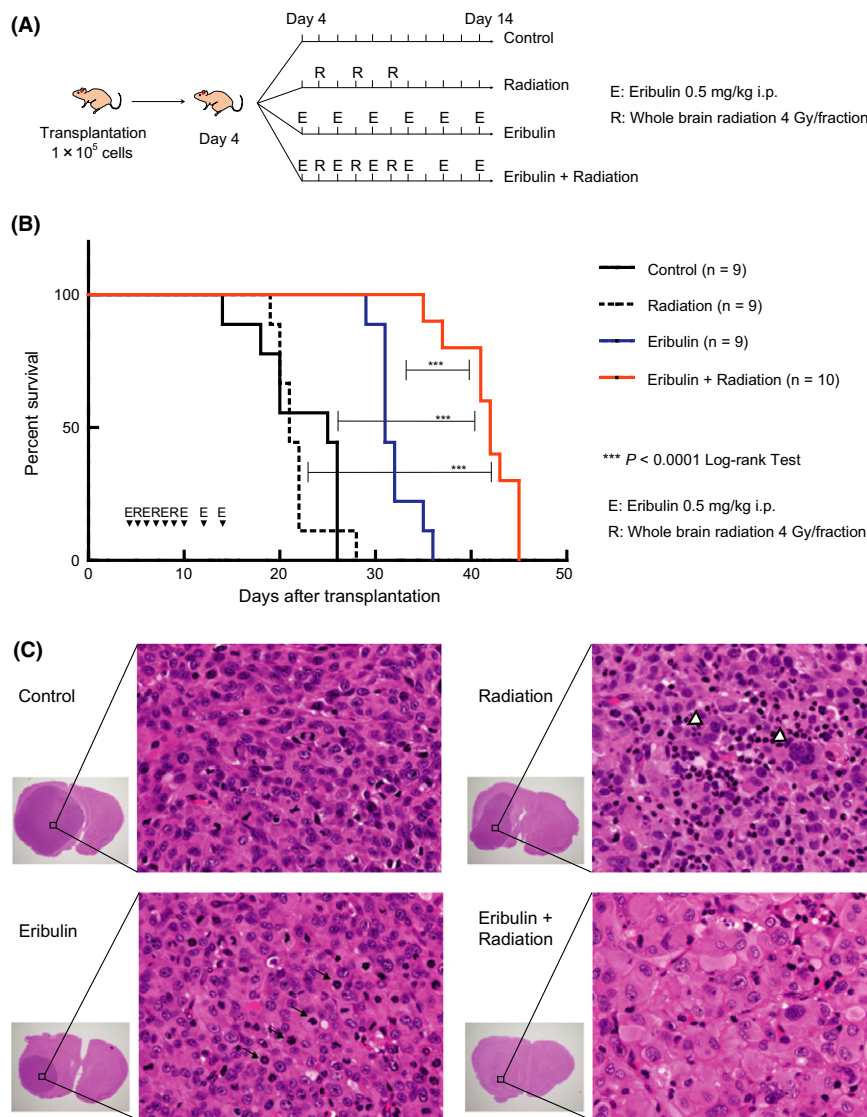 (A)
Day 4 Day 14
Control
R R R
Radiation
E E E E E E
Eribulin
E R E R E R E E E
Eribulin + Radiation
Transplantation
1 × 10⁵ cells
Day 4
E: Eribulin 0.5 mg/kg i.p.
R: Whole brain radiation 4 Gy/fraction
(B)
Percent survival
100
50
0
***
***
***
ERERERE E E
0 10 20 30 40 50
Days after transplantation
Control (n = 9)
Radiation (n = 9)
Eribulin (n = 9)
Eribulin + Radiation (n = 10)
*** P < 0.0001 Log-rank Test
E: Eribulin 0.5 mg/kg i.p.
R: Whole brain radiation 4 Gy/fraction
(C)
Control
Radiation
Eribulin
Eribulin +
Radiation